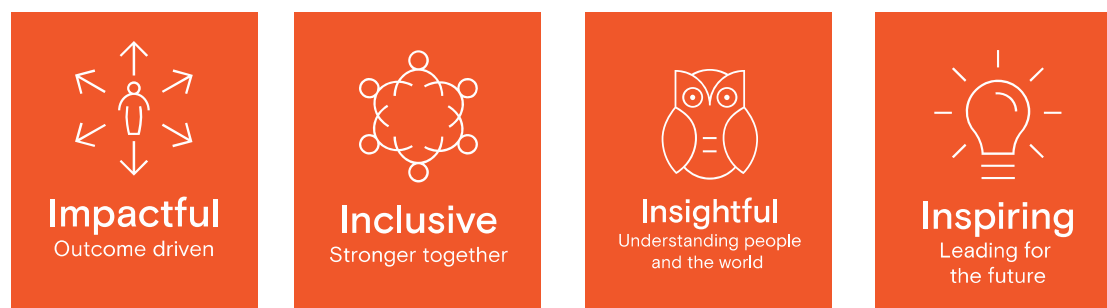 Impactful
Outcome driven
Inclusive
Stronger together
Insightful
Understanding people
and the world
Inspiring
Leading for
the future